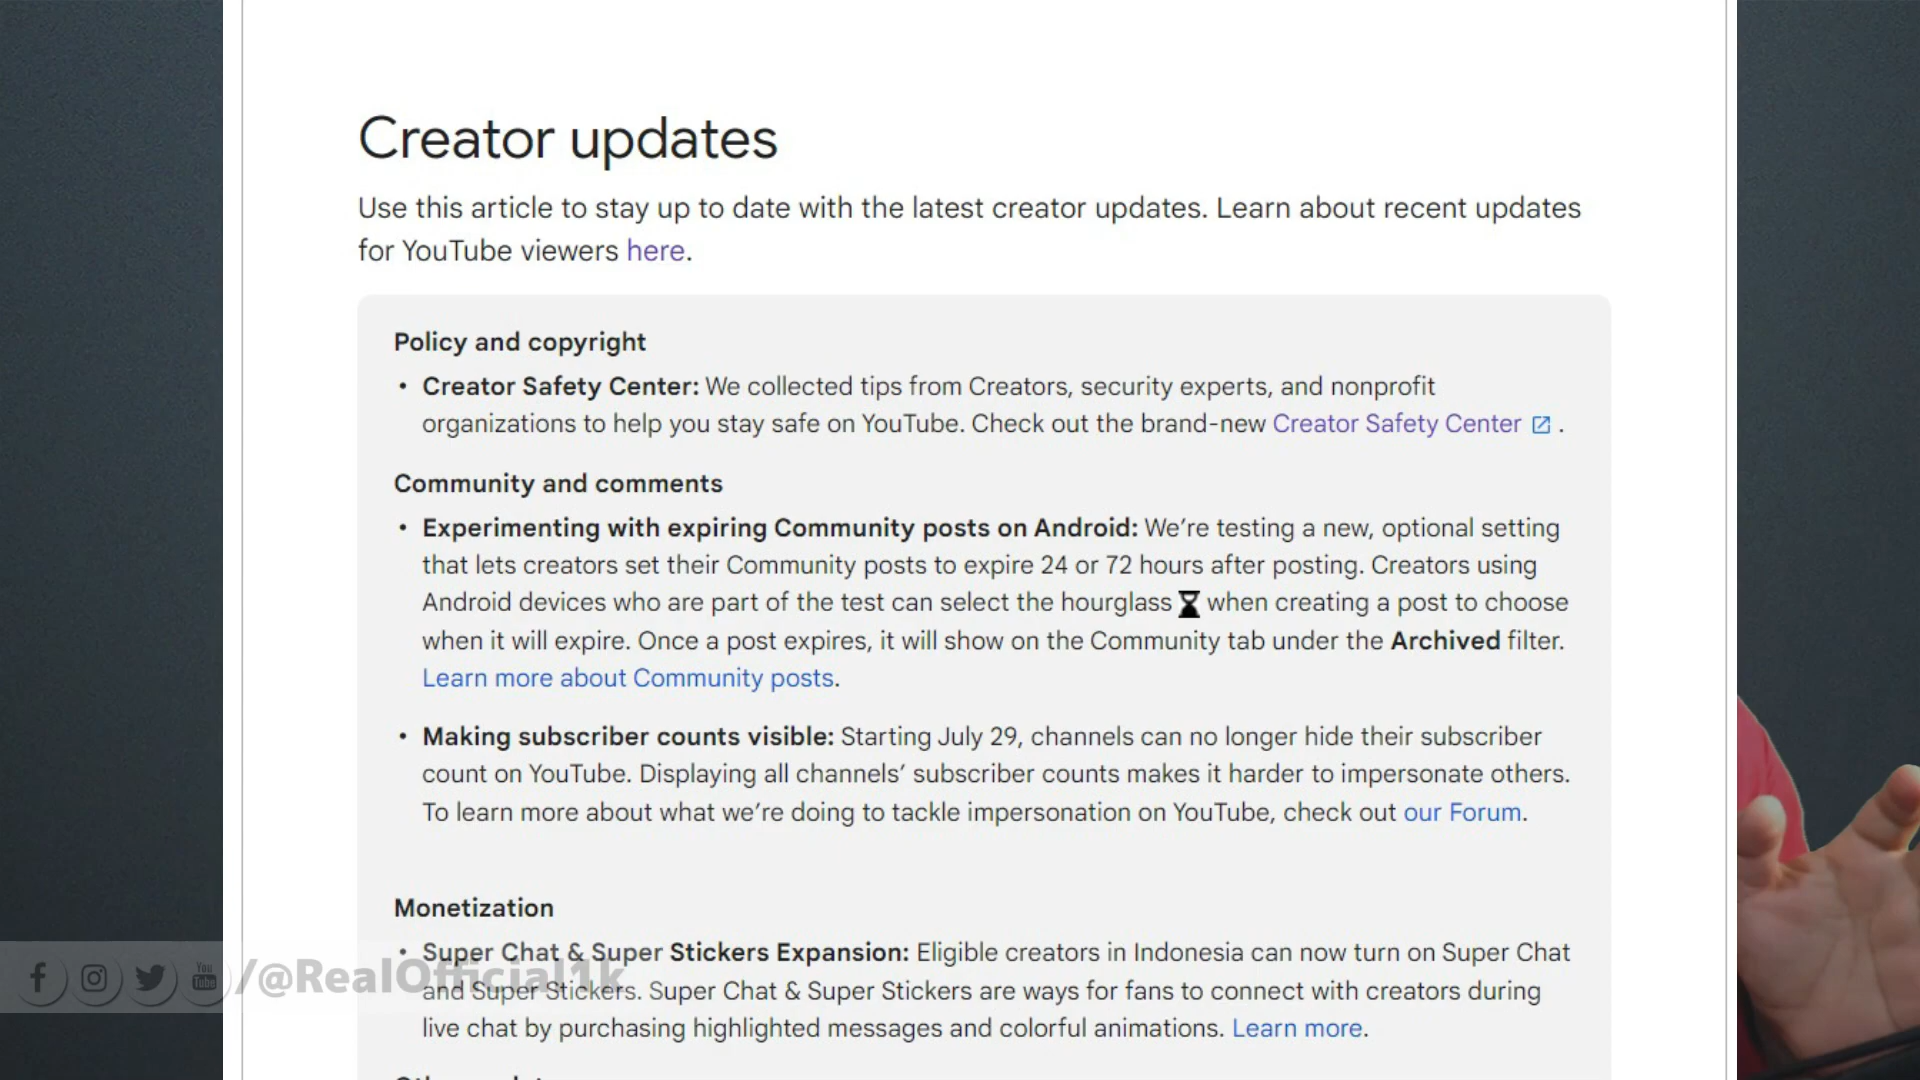 Creator updates
Use this article to stay up to date with the latest creator updates. Learn about recent updates
for YouTube viewers here.
Policy and copyright
• Creator Safety Center: We collected tips from Creators, security experts, and nonprofit
organizations to help you stay safe on YouTube. Check out the brand-new Creator Safety Center .
Community and comments
• Experimenting with expiring Community posts on Android: We’re testing a new, optional setting
that lets creators set their Community posts to expire 24 or 72 hours after posting. Creators using
Android devices who are part of the test can select the hourglass when creating a post to choose
when it will expire. Once a post expires, it will show on the Community tab under the Archived filter.
Learn more about Community posts.
• Making subscriber counts visible: Starting July 29, channels can no longer hide their subscriber
count on YouTube. Displaying all channels’ subscriber counts makes it harder to impersonate others.
To learn more about what we’re doing to tackle impersonation on YouTube, check out our Forum.
Monetization
• Super Chat & Super Stickers Expansion: Eligible creators in Indonesia can now turn on Super Chat
and Super Stickers. Super Chat & Super Stickers are ways for fans to connect with creators during
live chat by purchasing highlighted messages and colorful animations. Learn more.
You Tube /@RealOfficial1k